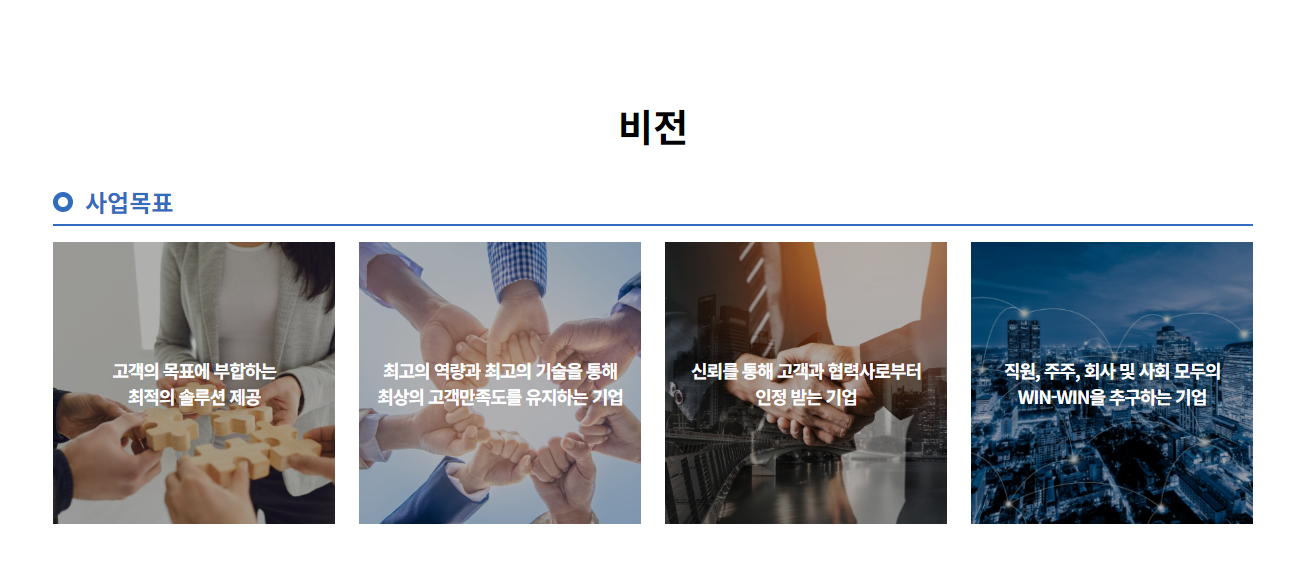 비전
사업목표
고객의 목표에 부합하는
최적의 솔루션 제공
최고의 역량과 최고의 기술을 통해
최상의 고객만족도를 유지하는 기업
신뢰를 통해 고객과 협력사로부터
인정 받는 기업
직원, 주주, 회사 및 사회 모두의
WIN-WIN을 추구하는 기업